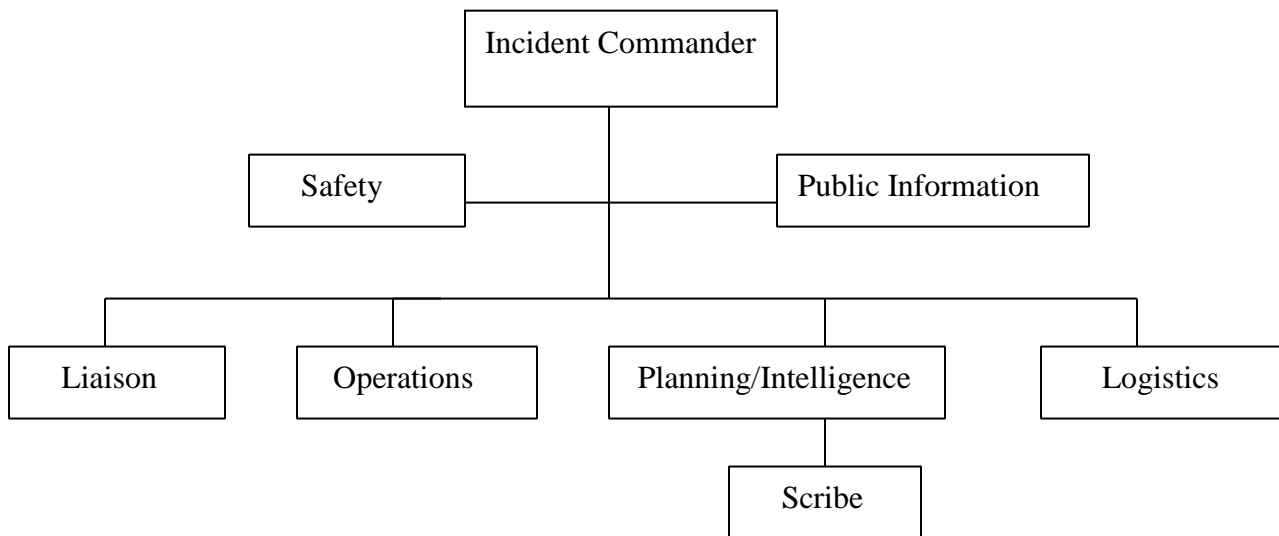 Incident Commander
Safety
Public Information
Liaison
Operations
Planning/Intelligence
Logistics
Scribe